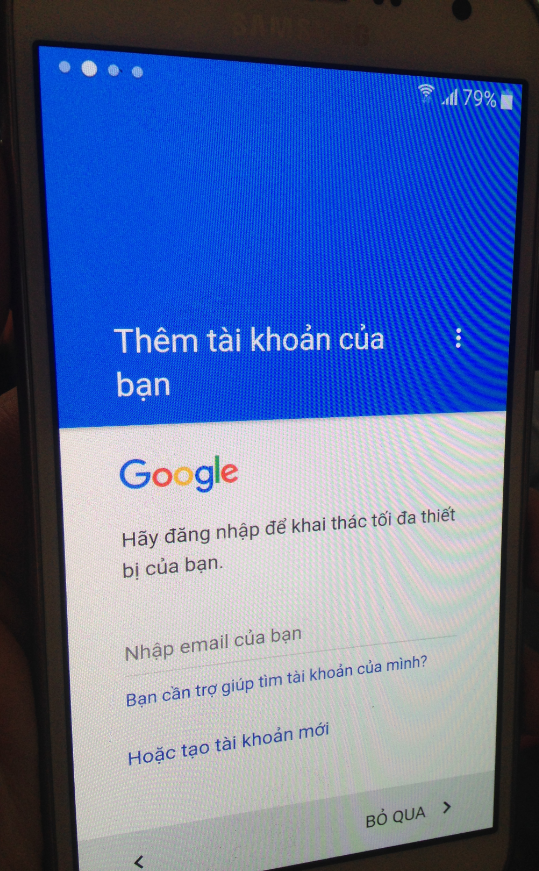 SAMSUNG
79%
Thêm tài khoản của
bạn
Google
Hãy đăng nhập để khai thác tối đa thiết
bị của bạn.
Nhập email của bạn
Bạn cần trợ giúp tìm tài khoản của mình?
Hoặc tạo tài khoản mới
BỎ QUA